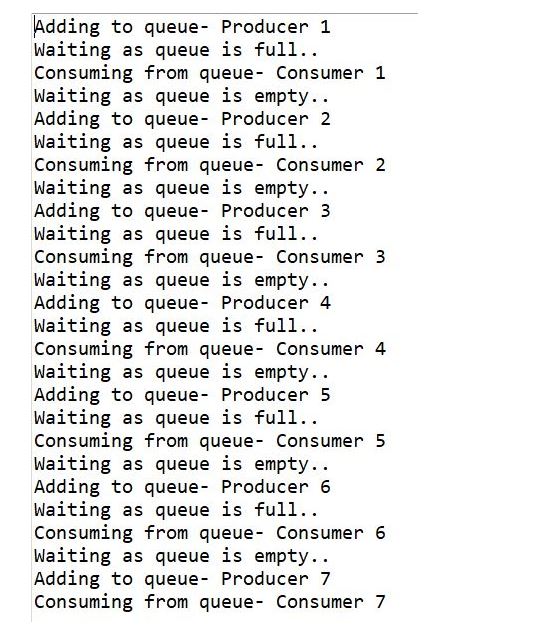 Adding to queue- Producer 1
Waiting as queue is full..
Consuming from queue- Consumer 1
Waiting as queue is empty..
Adding to queue- Producer 2
Waiting as queue is full..
Consuming from queue- Consumer 2
Waiting as queue is empty..
Adding to queue- Producer 3
Waiting as queue is full..
Consuming from queue- Consumer 3
Waiting as queue is empty..
Adding to queue- Producer 4
Waiting as queue is full..
Consuming from queue- Consumer 4
Waiting as queue is empty..
Adding to queue- Producer 5
Waiting as queue is full..
Consuming from queue- Consumer 5
Waiting as queue is empty..
Adding to queue- Producer 6
Waiting as queue is full..
Consuming from queue- Consumer 6
Waiting as queue is empty..
Adding to queue- Producer 7
Consuming from queue- Consumer 7